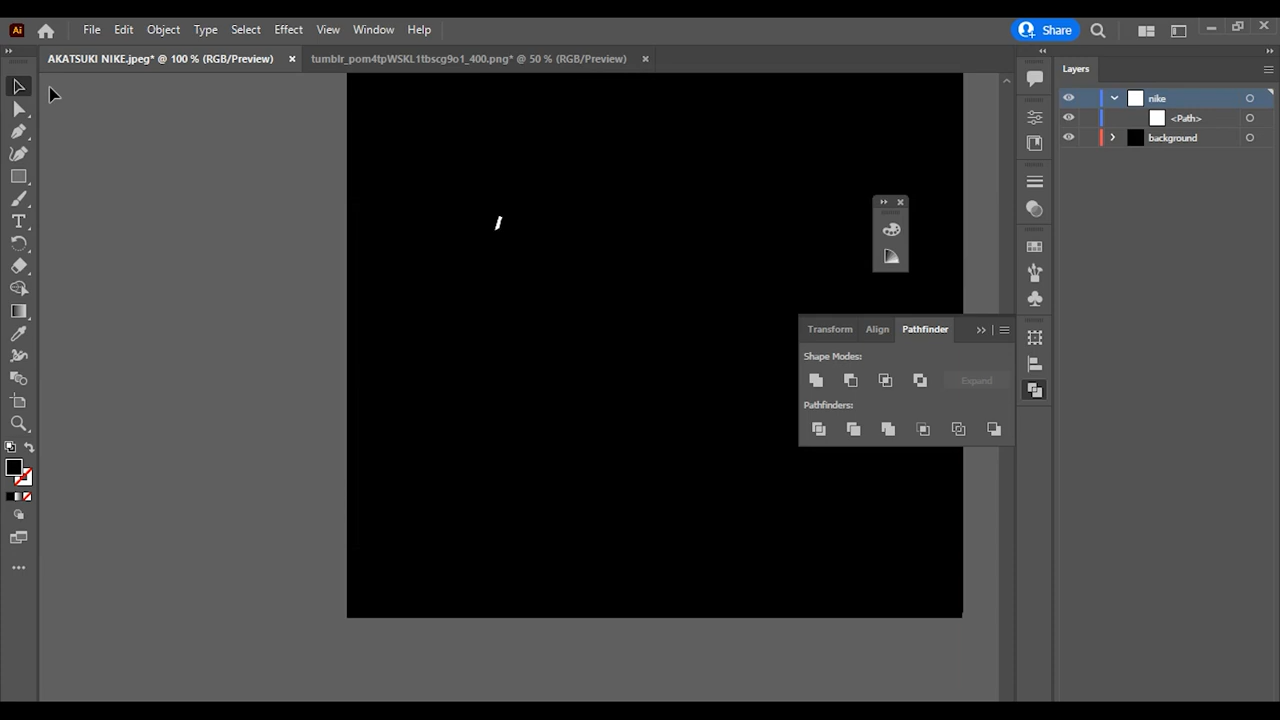 Ai File Edit Object Type Select Effect View Window Help Share
AKATSUKI NIKE.jpeg* @ 100 % (RGB/Preview) tumblr_pom4tpWSKL1tbscg9o1_400.png* @ 50 % (RGB/Preview)
Layers
nike
<Path>
background
Transform Align Pathfinder
Shape Modes:
Expand
Pathfinders: